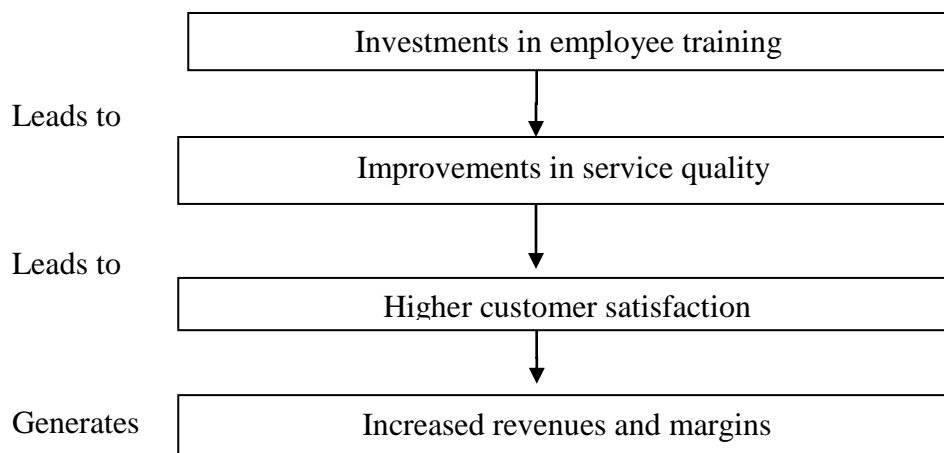 Investments in employee training
Leads to
Improvements in service quality
Leads to
Higher customer satisfaction
Generates
Increased revenues and margins